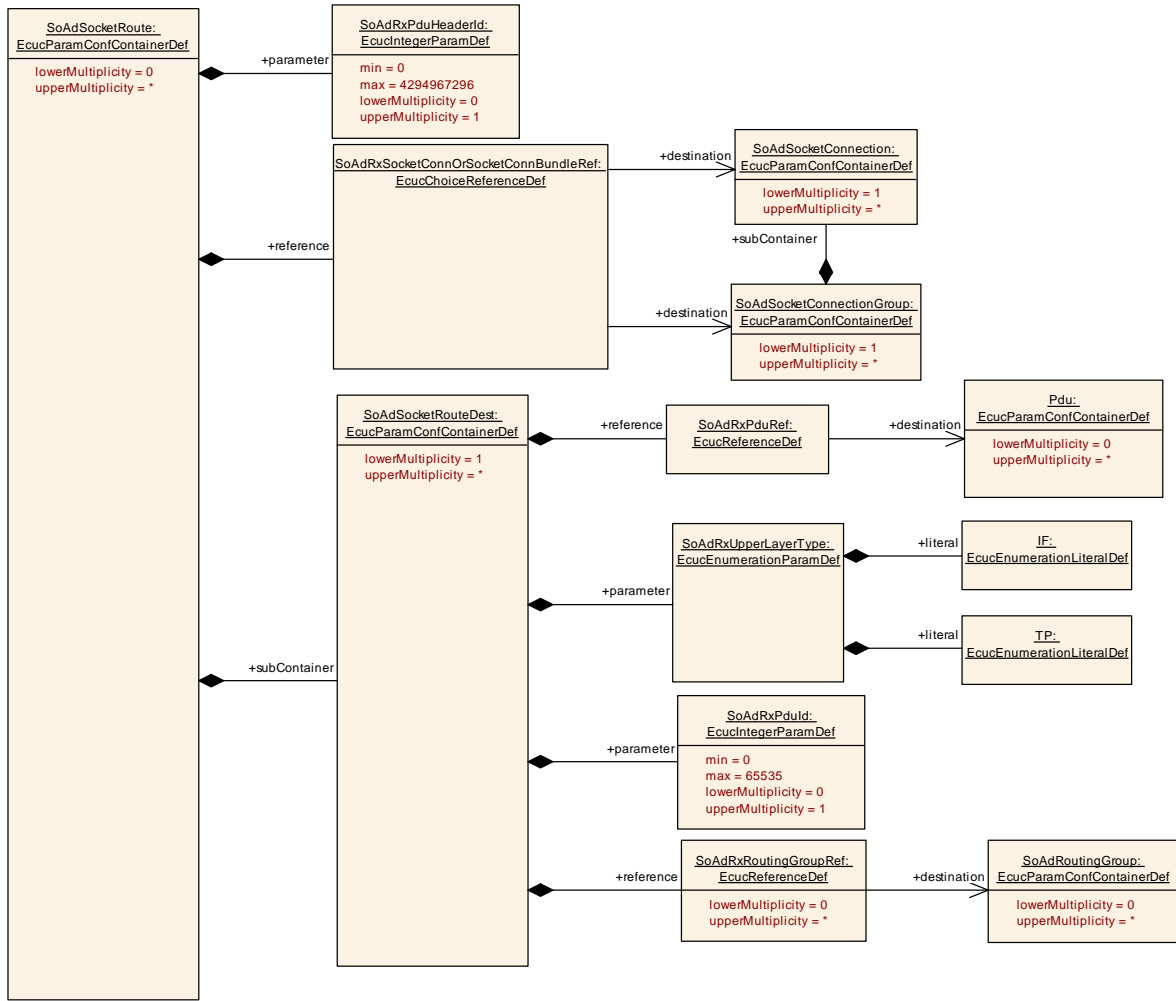 SoAdSocketRoute:
EcucParamConfContainerDef
lowerMultiplicity = 0
upperMultiplicity = *
+parameter
SoAdRxPduHeaderId:
EcucIntegerParamDef
min = 0
max = 4294967296
lowerMultiplicity = 0
upperMultiplicity = 1
+reference
SoAdRxSocketConnOrSocketConnBundleRef:
EcucChoiceReferenceDef
+destination
SoAdSocketConnection:
EcucParamConfContainerDef
lowerMultiplicity = 1
upperMultiplicity = *
+subContainer
+destination
SoAdSocketConnectionGroup:
EcucParamConfContainerDef
lowerMultiplicity = 1
upperMultiplicity = *
+subContainer
SoAdSocketRouteDest:
EcucParamConfContainerDef
lowerMultiplicity = 1
upperMultiplicity = *
+reference
SoAdRxPduRef:
EcucReferenceDef
+destination
Pdu:
EcucParamConfContainerDef
lowerMultiplicity = 0
upperMultiplicity = *
+parameter
SoAdRxUpperLayerType:
EcucEnumerationParamDef
+literal
IF:
EcucEnumerationLiteralDef
+literal
TP:
EcucEnumerationLiteralDef
+parameter
SoAdRxPduId:
EcucIntegerParamDef
min = 0
max = 65535
lowerMultiplicity = 0
upperMultiplicity = 1
+reference
SoAdRxRoutingGroupRef:
EcucReferenceDef
lowerMultiplicity = 0
upperMultiplicity = *
+destination
SoAdRoutingGroup:
EcucParamConfContainerDef
lowerMultiplicity = 0
upperMultiplicity = *